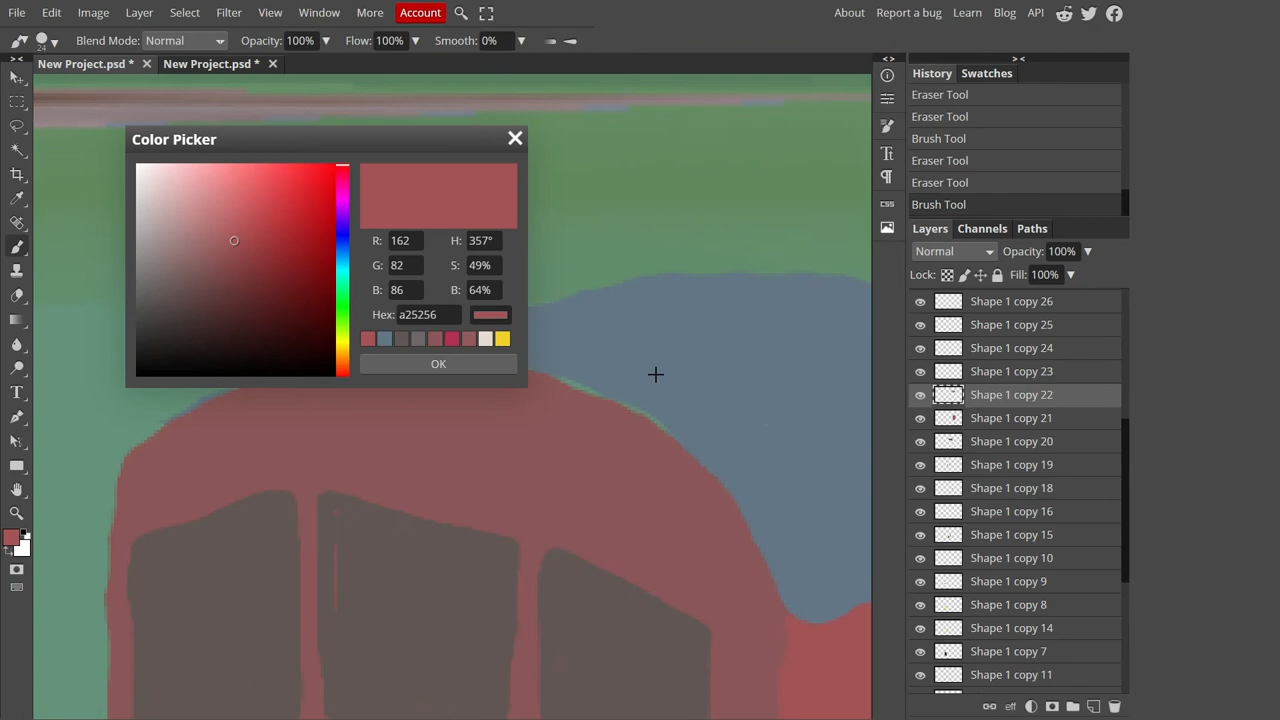 File Edit Image Layer Select Filter View Window More Account About Report a bug Learn Blog API
24 Blend Mode: Normal Opacity: 100% Flow: 100% Smooth: 0%
> < New Project.psd * New Project.psd * < > > <
History Swatches
Eraser Tool
Eraser Tool
Brush Tool
Eraser Tool
Eraser Tool
Brush Tool
Color Picker
R: 162 H: 357°
G: 82 S: 49%
B: 86 B: 64%
Hex: a25256
OK
CSS
Layers Channels Paths
Normal Opacity: 100%
Lock: Fill: 100%
Shape 1 copy 26
Shape 1 copy 25
Shape 1 copy 24
Shape 1 copy 23
Shape 1 copy 22
Shape 1 copy 21
Shape 1 copy 20
Shape 1 copy 19
Shape 1 copy 18
Shape 1 copy 16
Shape 1 copy 15
Shape 1 copy 10
Shape 1 copy 9
Shape 1 copy 8
Shape 1 copy 14
Shape 1 copy 7
Shape 1 copy 11
eff